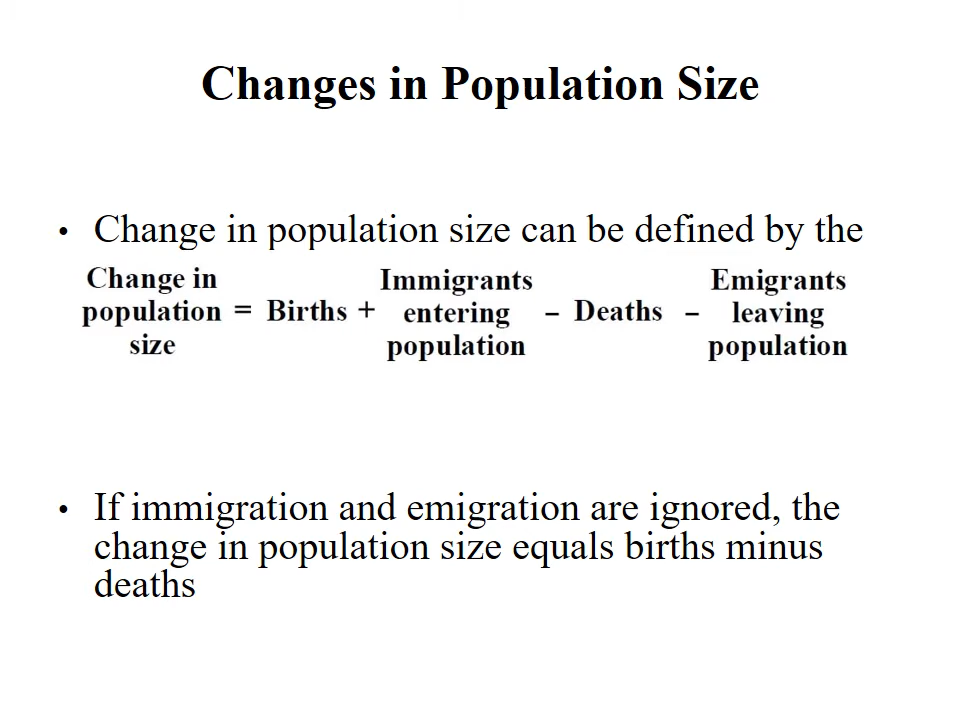 Changes in Population Size
• Change in population size can be defined by the
Change in population size = Births + Immigrants entering population – Deaths – Emigrants leaving population
• If immigration and emigration are ignored, the
change in population size equals births minus
deaths